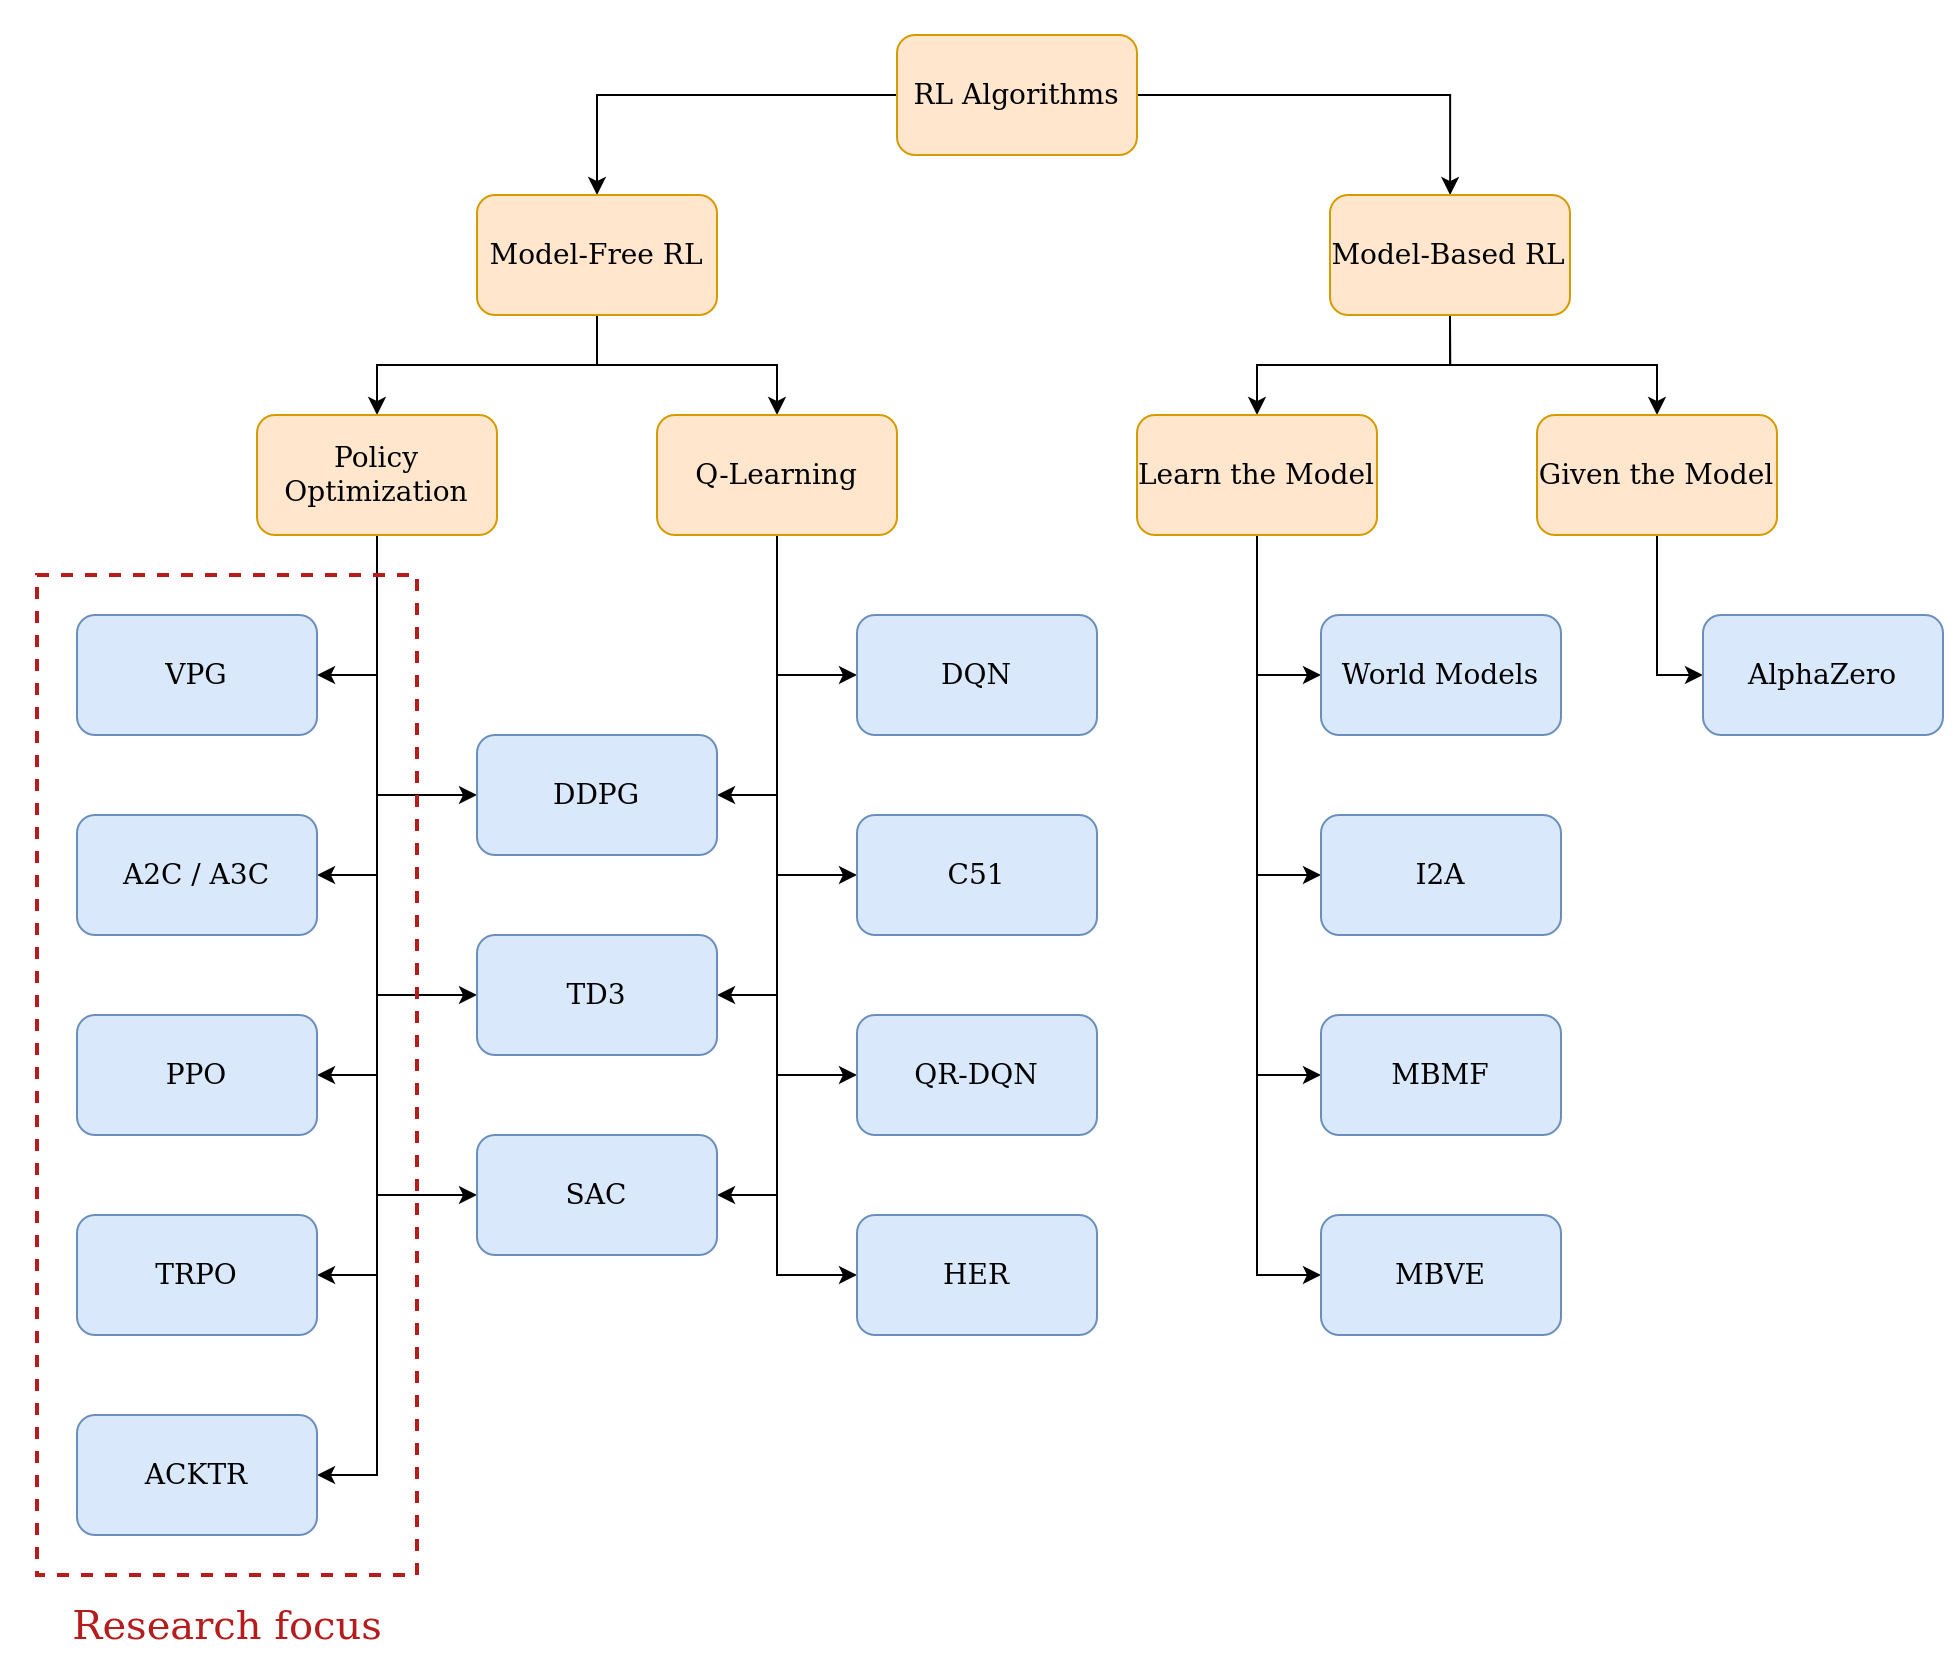 RL Algorithms
Model-Free RL
Model-Based RL
Policy
Optimization
Q-Learning
Learn the Model
Given the Model
VPG
DQN
World Models
AlphaZero
DDPG
A2C / A3C
C51
I2A
TD3
PPO
QR-DQN
MBMF
SAC
TRPO
HER
MBVE
ACKTR
Research focus